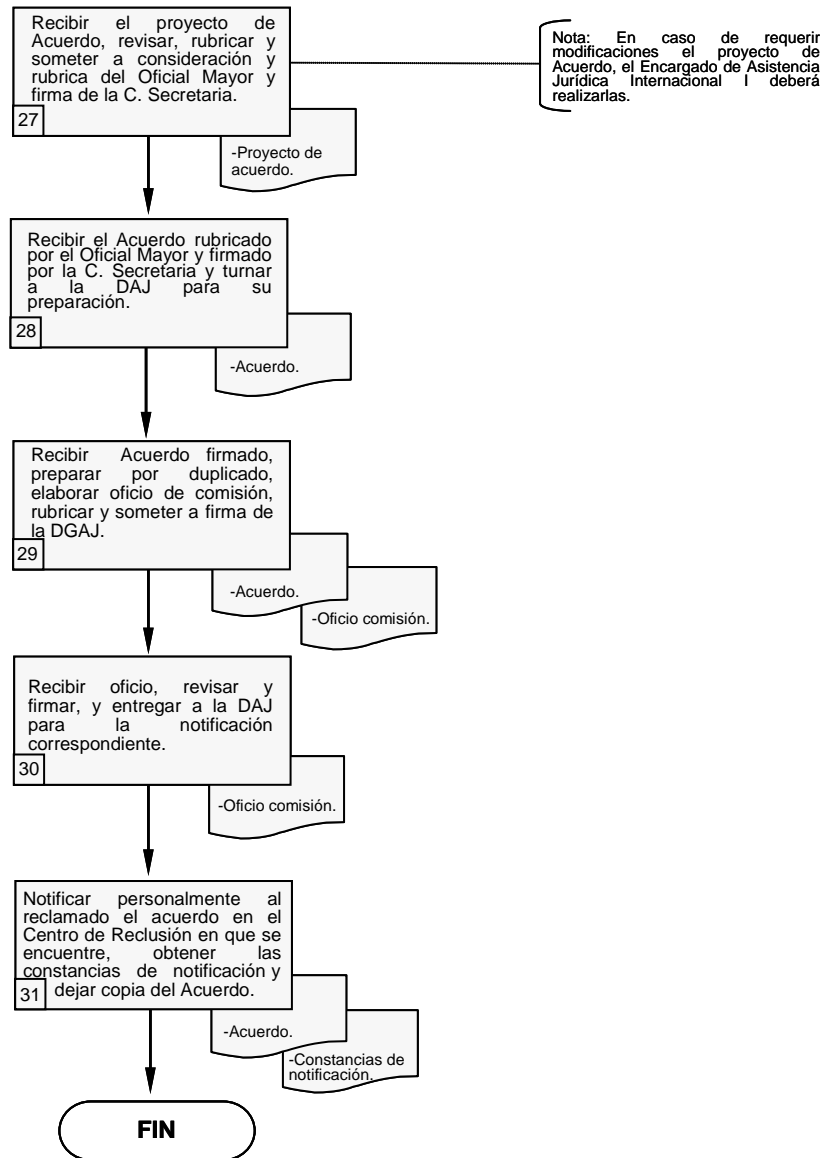 Recibir el proyecto de
Acuerdo, revisar, rubricar y
someter a consideración y
rubrica del Oficial Mayor y
firma de la C. Secretaria.
27
Nota: En caso de requerir
modificaciones el proyecto de
Acuerdo, el Encargado de Asistencia
Jurídica Internacional I deberá
realizarlas.
-Proyecto de
acuerdo.
Recibir el Acuerdo rubricado
por el Oficial Mayor y firmado
por la C. Secretaria y turnar
a la DAJ para su
preparación.
28
-Acuerdo.
Recibir Acuerdo firmado,
preparar por duplicado,
elaborar oficio de comisión,
rubricar y someter a firma de
la DGAJ.
29
-Acuerdo.
-Oficio comisión.
Recibir oficio, revisar y
firmar, y entregar a la DAJ
para la notificación
correspondiente.
30
-Oficio comisión.
Notificar personalmente al
reclamado el acuerdo en el
Centro de Reclusión en que se
encuentre, obtener las
constancias de notificación y
dejar copia del Acuerdo.
31
-Acuerdo.
-Constancias de
notificación.
FIN